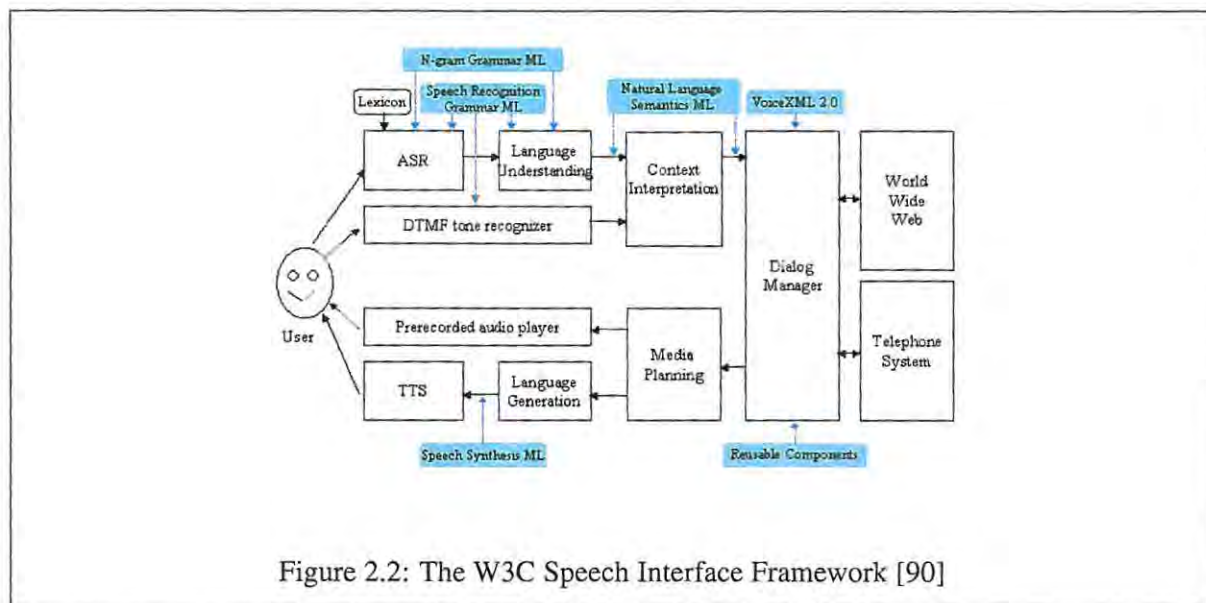 N-gram Grammar ML
Speech Recognition
Grammar ML
Natural Language
Semantics ML
VoiceXML 2.0
Lexicon
ASR
Language
Understanding
Context
Interpretation
World
Wide
Web
DTMF tone recognizer
Dialog
Manager
User
Prerecorded audio player
Media
Planning
Telephone
System
TTS
Language
Generation
Speech Synthesis ML
Reusable Components
Figure 2.2: The W3C Speech Interface Framework [90]